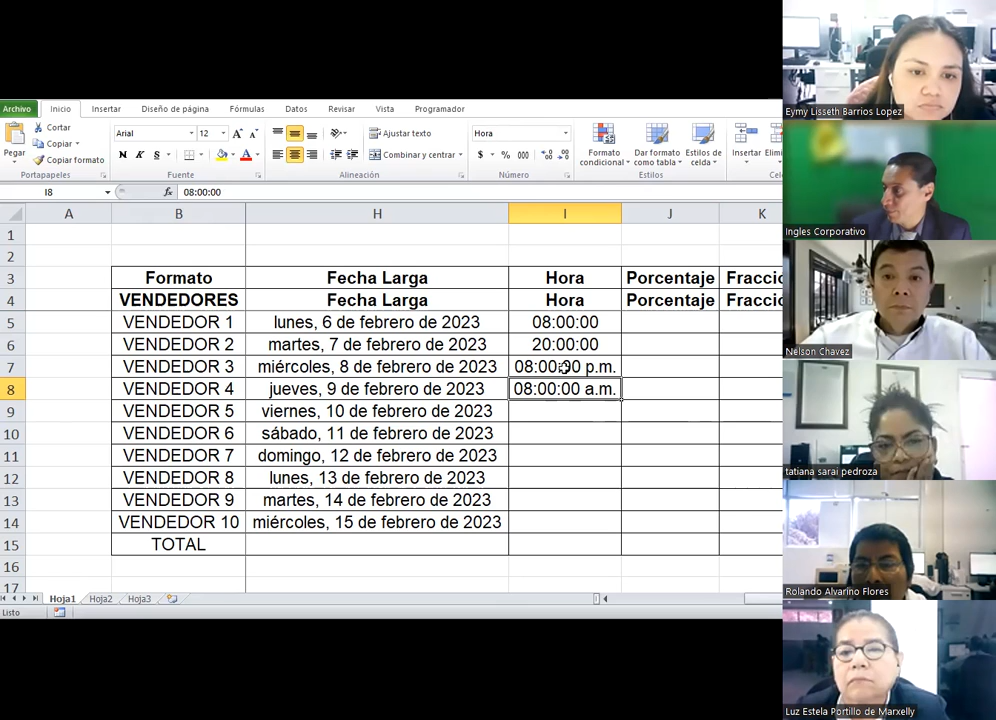 Archivo Inicio Insertar Diseño de página Fórmulas Datos Revisar Vista Programador
Pegar
Cortar
Copiar
Copiar formato
Portapapeles
Arial 12 A A
N K S A
Fuente
Ajustar texto
Combinar y centrar
Alineación
Hora
$ % 000
Número
Formato condicional
Dar formato como tabla
Estilos de celda
Estilos
Insertar
I8 fx 08:00:00
A B H I J K
1
2
3 Formato Fecha Larga Hora Porcentaje Fraccio
4 VENDEDORES Fecha Larga Hora Porcentaje Fraccio
5 VENDEDOR 1 lunes, 6 de febrero de 2023 08:00:00
6 VENDEDOR 2 martes, 7 de febrero de 2023 20:00:00
7 VENDEDOR 3 miércoles, 8 de febrero de 2023 08:00:00 p.m.
8 VENDEDOR 4 jueves, 9 de febrero de 2023 08:00:00 a.m.
9 VENDEDOR 5 viernes, 10 de febrero de 2023
10 VENDEDOR 6 sábado, 11 de febrero de 2023
11 VENDEDOR 7 domingo, 12 de febrero de 2023
12 VENDEDOR 8 lunes, 13 de febrero de 2023
13 VENDEDOR 9 martes, 14 de febrero de 2023
14 VENDEDOR 10 miércoles, 15 de febrero de 2023
15 TOTAL
16
17
Hoja1 Hoja2 Hoja3
Listo
Eymy Lisseth Barrios Lopez
Ingles Corporativo
Nelson Chavez
tatiana sarai pedroza
Rolando Alvarino Flores
Luz Estela Portillo de Marxelly